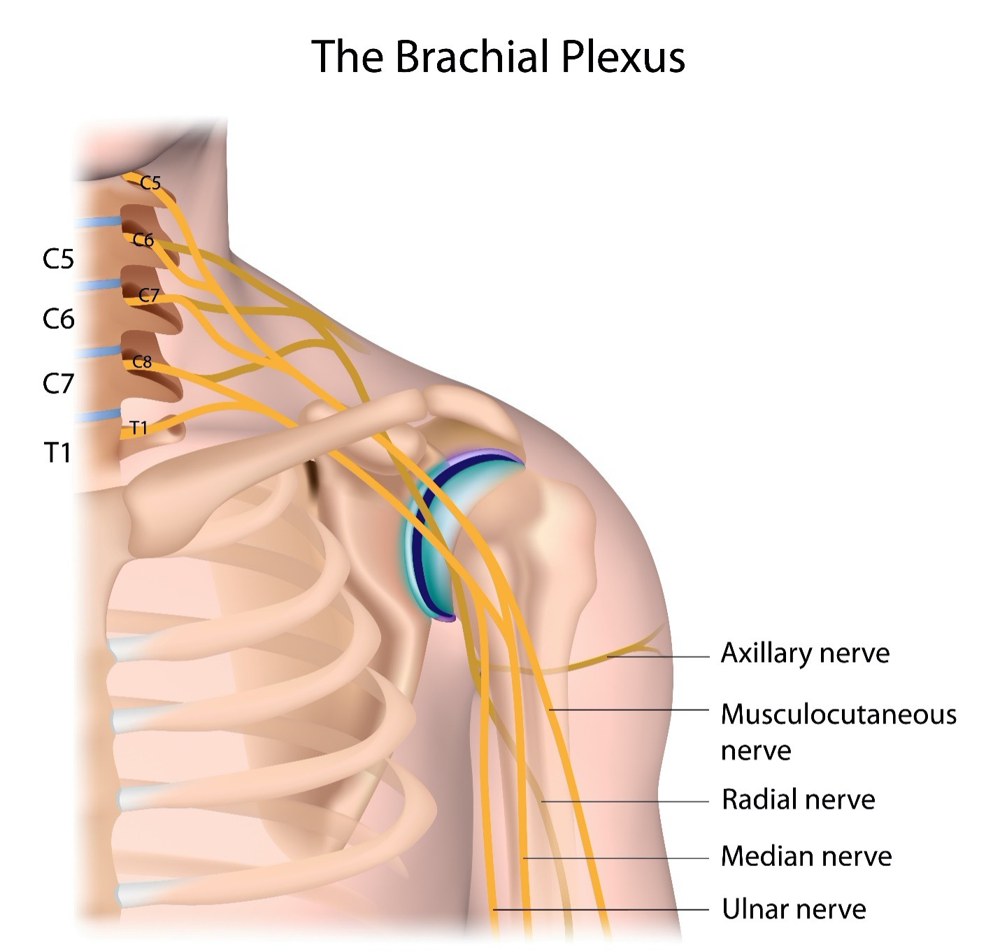 The Brachial Plexus
C5
C6
C5
C7
C6
C8
C7
T1
T1
Axillary nerve
Musculocutaneous
nerve
Radial nerve
Median nerve
Ulnar nerve